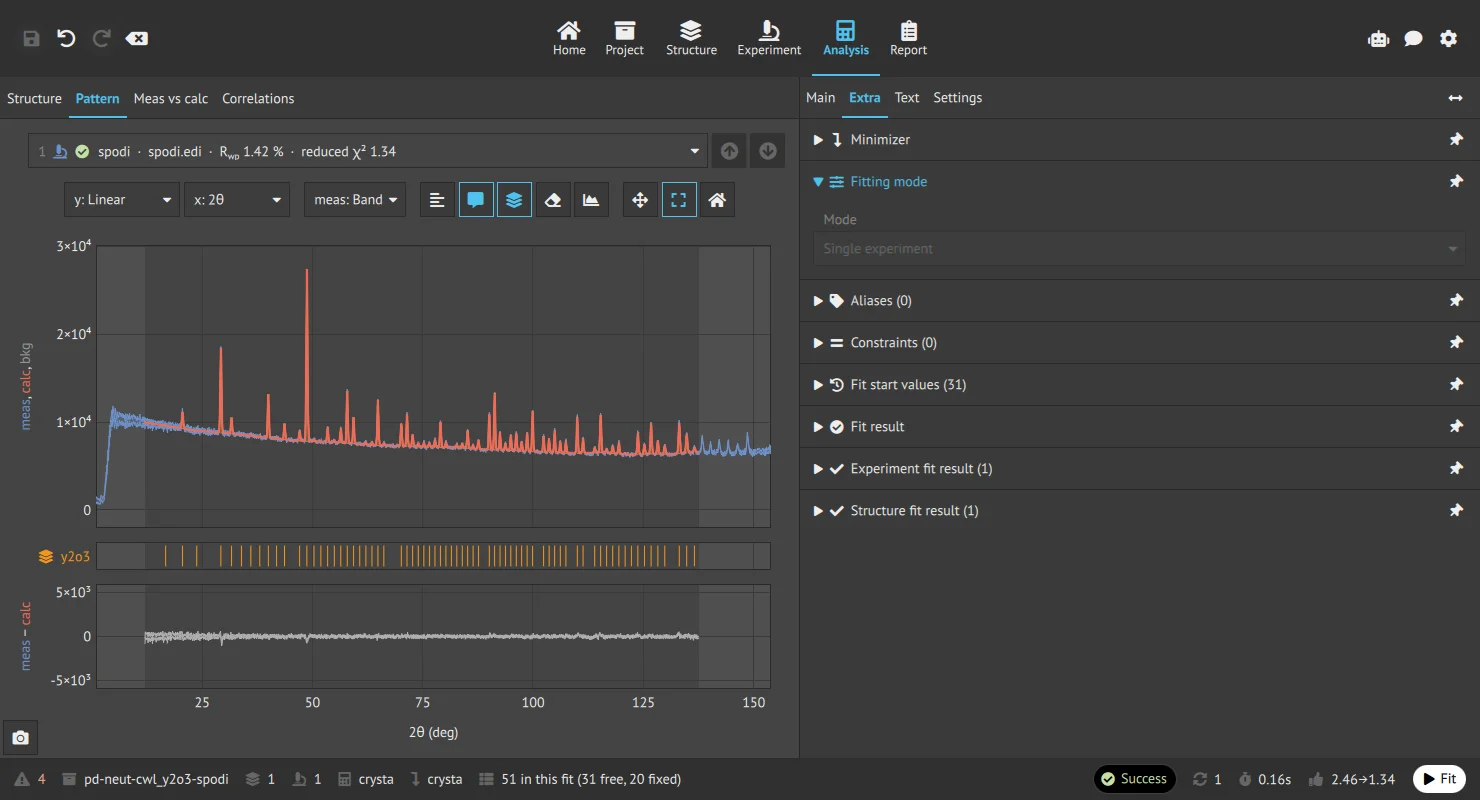 Home
Project
Structure
Experiment
Analysis
Report
Structure
Pattern
Meas vs calc
Correlations
Main
Extra
Text
Settings
1 spodi · spodi.edi · Rwp 1.42 % · reduced χ² 1.34
y: Linear
x: 2θ
meas: Band
Minimizer
Fitting mode
Mode
Single experiment
Aliases (0)
Constraints (0)
Fit start values (31)
Fit result
Experiment fit result (1)
Structure fit result (1)
3×10⁴
2×10⁴
1×10⁴
0
meas, calc, bkg
y2o3
5×10³
0
-5×10³
meas − calc
25
50
75
100
125
150
2θ (deg)
4
pd-neut-cwl_y2o3-spodi
1
1
crysta
crysta
51 in this fit (31 free, 20 fixed)
Success
1
0.16s
2.46→1.34
Fit